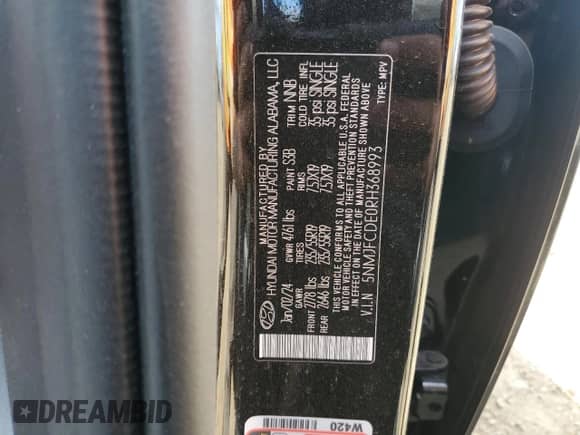 MANUFACTURED BY
HYUNDAI MOTOR MANUFACTURING ALABAMA, LLC
Jan/02/24 GVWR 4761 lbs PAINT S3B TRIM NNB
GAWR TIRES RIMS COLD TIRE INFL
FRONT 2778 lbs 235/55R19 7.5JX19 35 psi SINGLE
REAR 2646 lbs 235/55R19 7.5JX19 35 psi SINGLE
THIS VEHICLE CONFORMS TO ALL APPLICABLE U.S.A. FEDERAL
MOTOR VEHICLE SAFETY AND THEFT PREVENTION STANDARDS
IN EFFECT ON THE DATE OF MANUFACTURE SHOWN ABOVE
V.I.N 5NMJFCDE0RH368993 TYPE: MPV
W420
DREAMBID